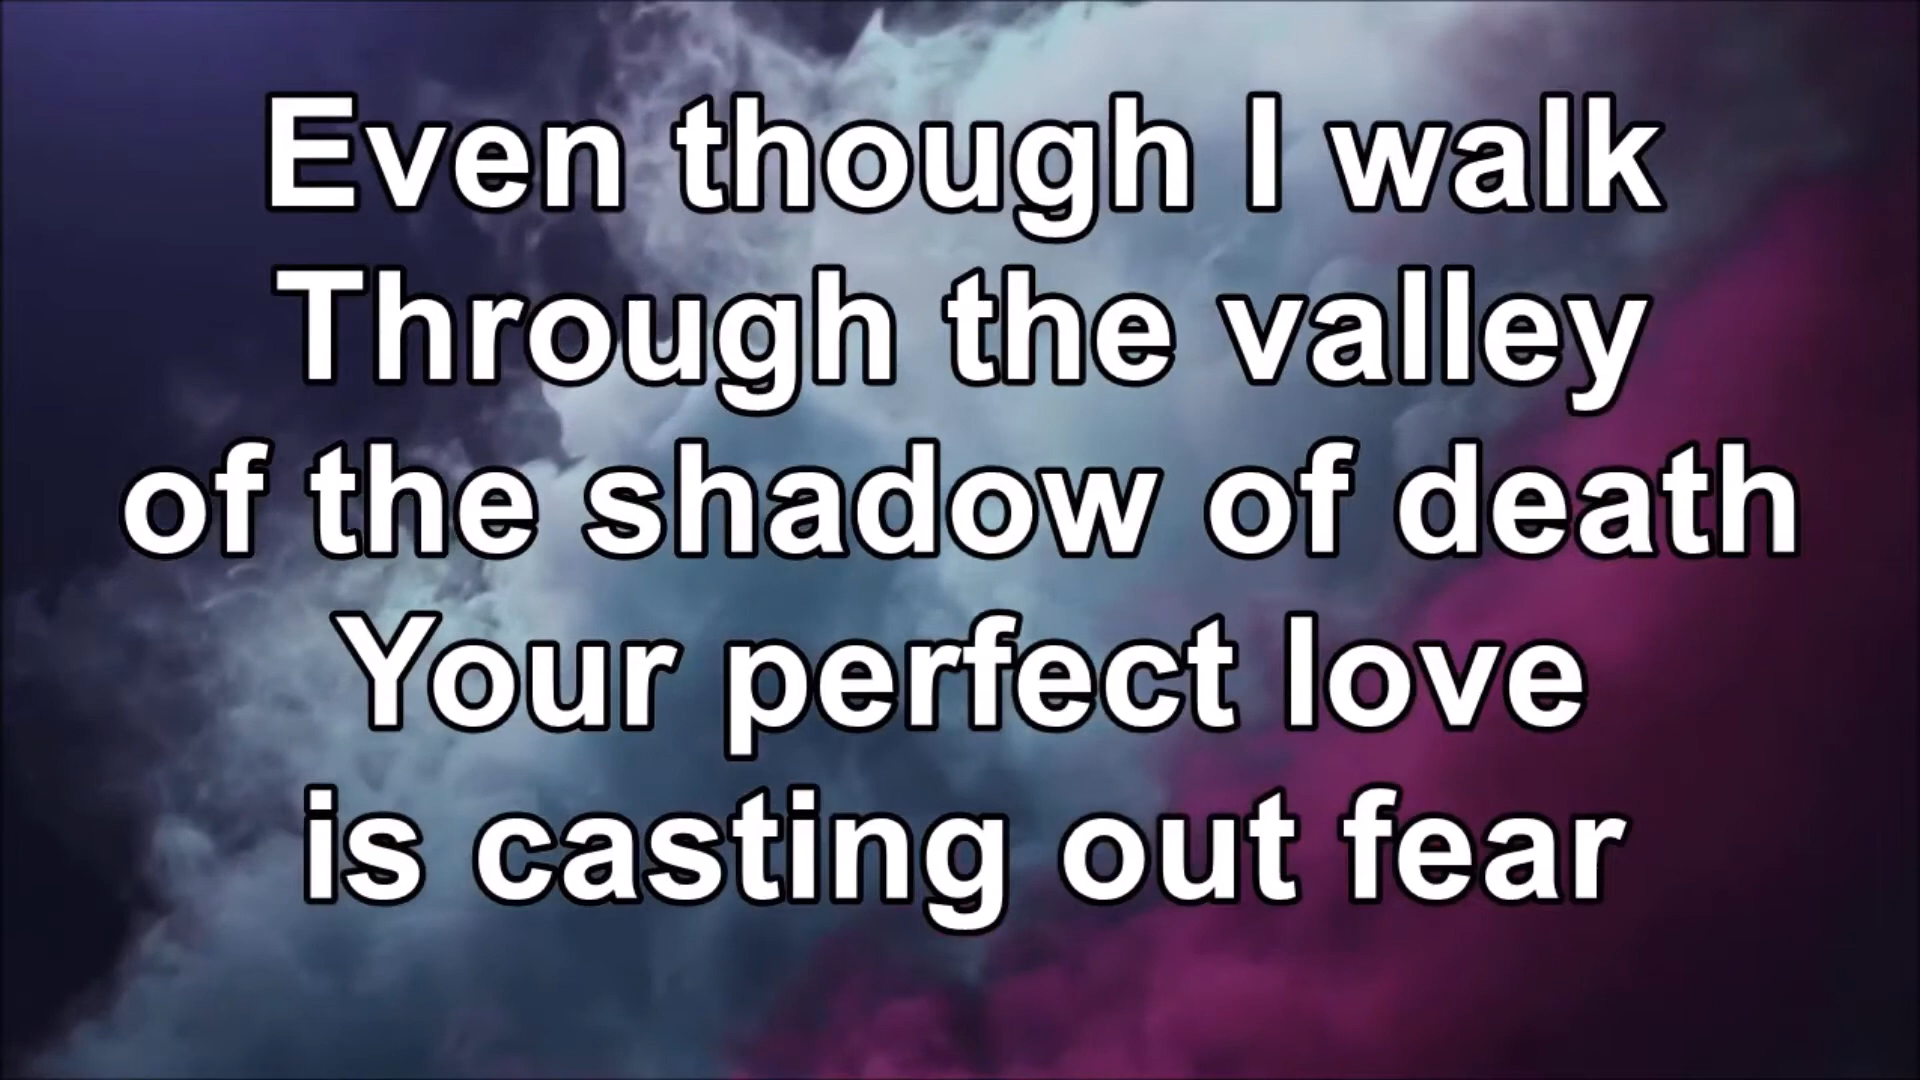 Even though I walk
Through the valley
of the shadow of death
Your perfect love
is casting out fear